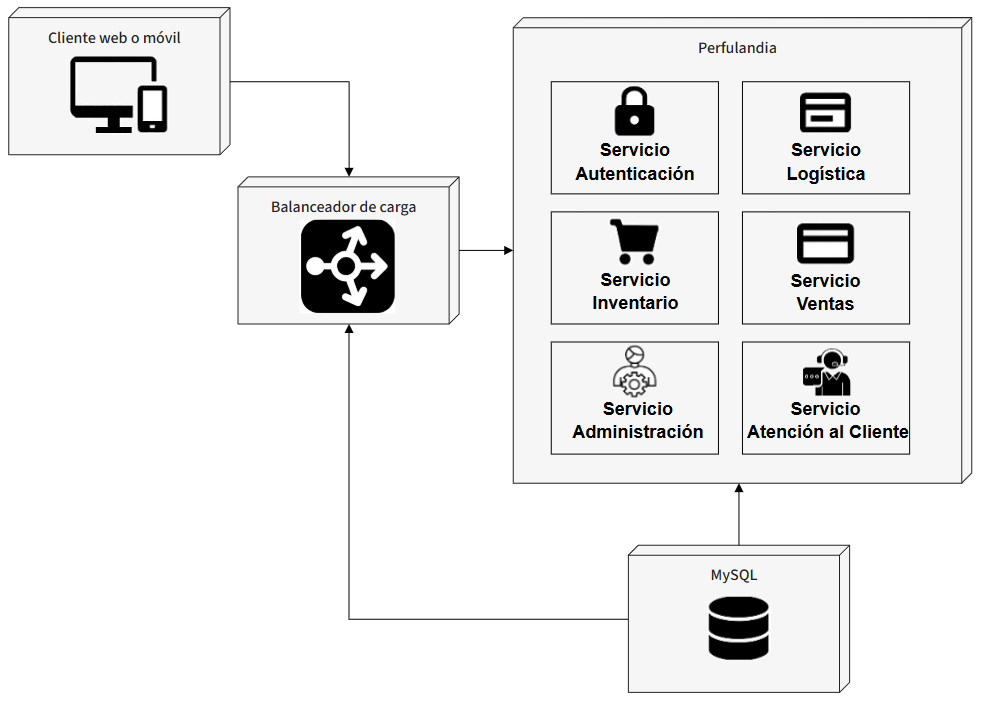 Cliente web o móvil
Balanceador de carga
Perfulandia
Servicio
Autenticación
Servicio
Logística
Servicio
Inventario
Servicio
Ventas
Servicio
Administración
Servicio
Atención al Cliente
MySQL